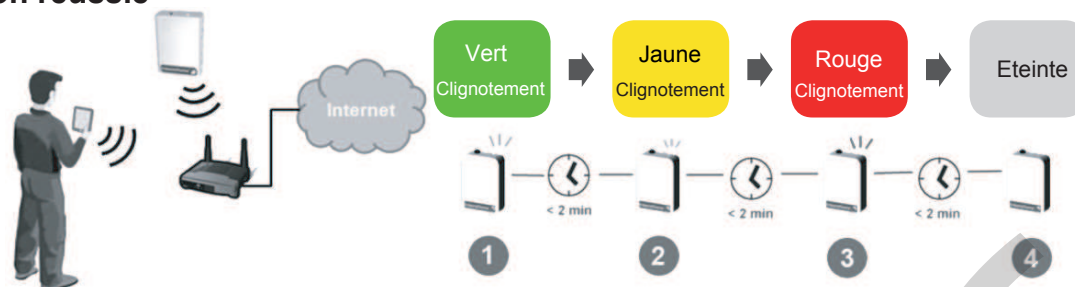 Vert
Clignotement
Jaune
Clignotement
Rouge
Clignotement
Eteinte
Internet
< 2 min
< 2 min
< 2 min
1
2
3
4